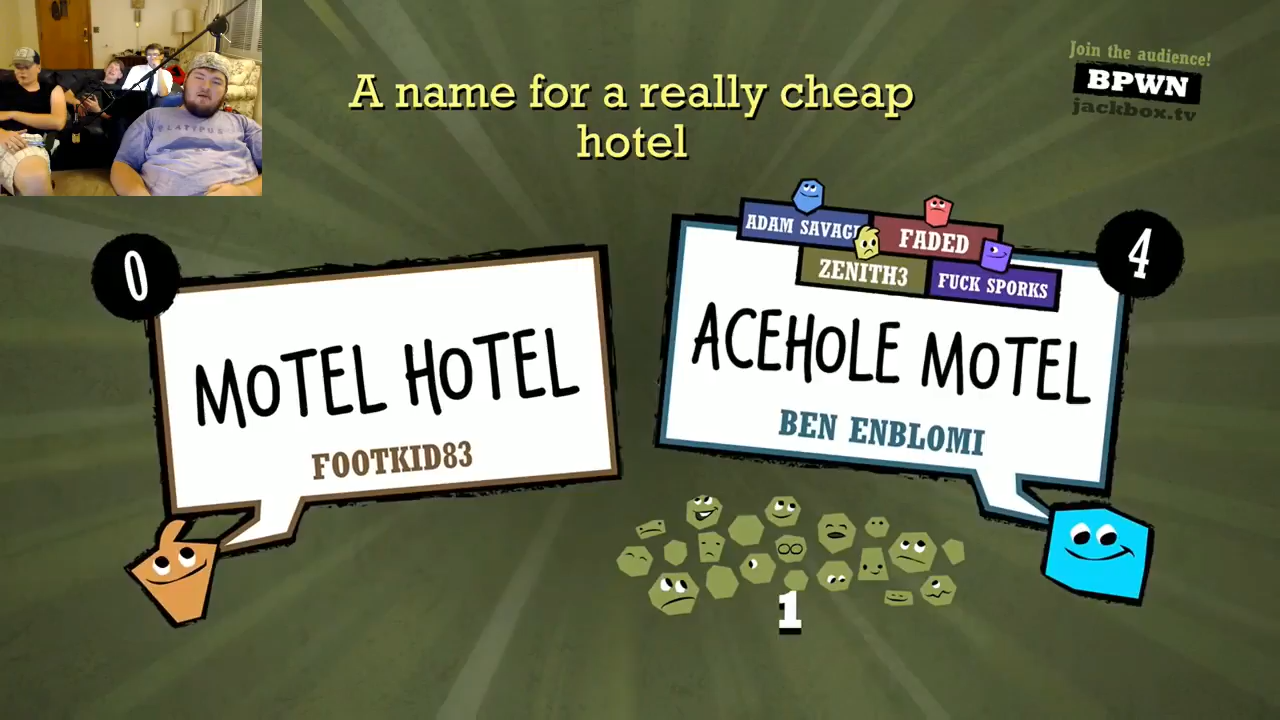 Join the audience!
BPWN
jackbox.tv
A name for a really cheap
hotel
PLATIPUS
0
MOTEL HOTEL
FOOTKID83
ADAM SAVAG
FADED
ZENITH3
FUCK SPORKS
4
ACEHOLE MOTEL
BEN ENBLOMI
1